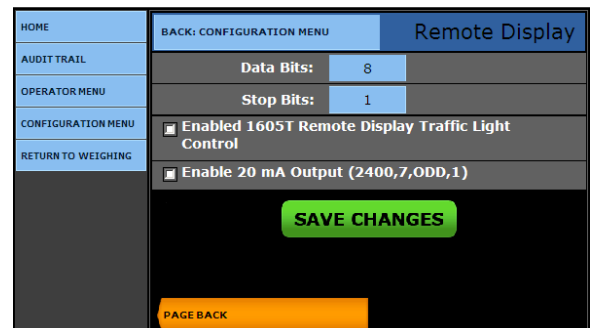 HOME
AUDIT TRAIL
OPERATOR MENU
CONFIGURATION MENU
RETURN TO WEIGHING
BACK: CONFIGURATION MENU
Remote Display
Data Bits: 8
Stop Bits: 1
Enabled 1605T Remote Display Traffic Light
Control
Enable 20 mA Output (2400,7,ODD,1)
SAVE CHANGES
PAGE BACK